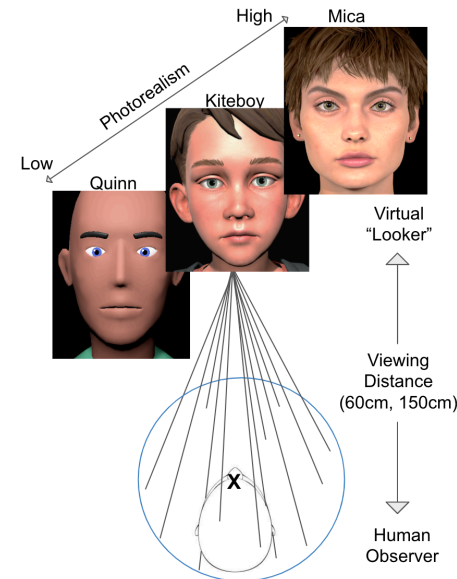 High
Mica
Photorealism
Kiteboy
Low
Quinn
Virtual
“Looker”
Viewing
Distance
(60cm, 150cm)
X
Human
Observer